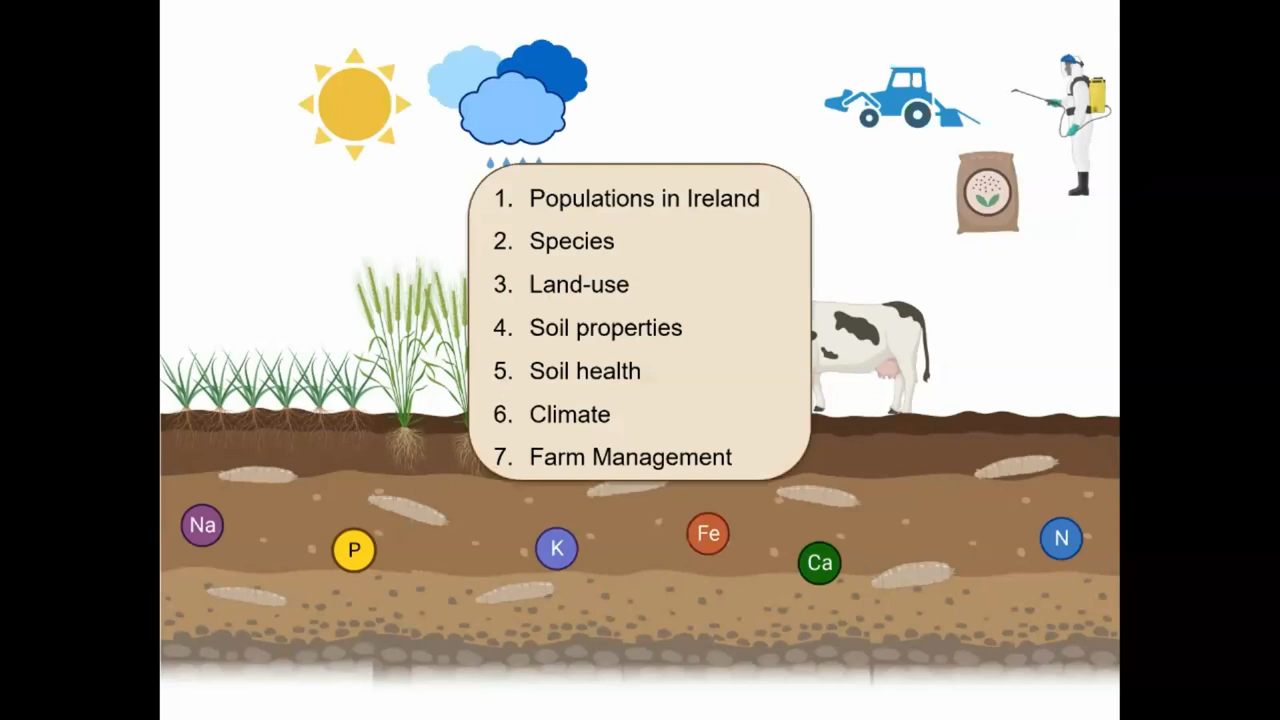 1. Populations in Ireland
2. Species
3. Land-use
4. Soil properties
5. Soil health
6. Climate
7. Farm Management
Na
P
K
Fe
Ca
N